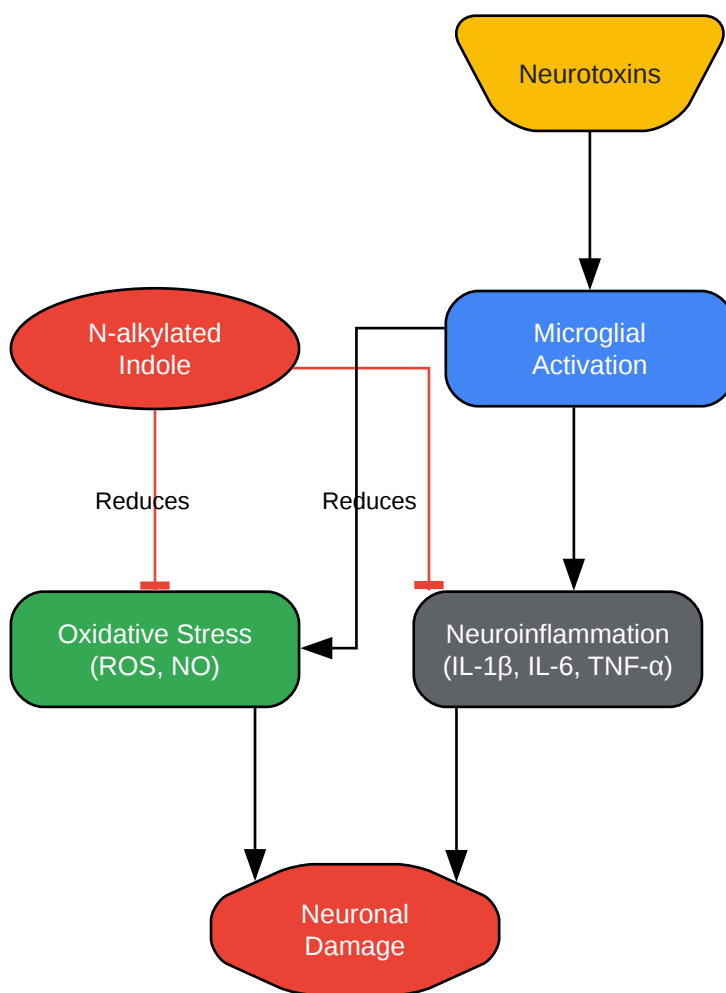 Neurotoxins
N-alkylated
Indole
Microglial
Activation
Reduces
Reduces
Oxidative Stress
(ROS, NO)
Neuroinflammation
(IL-1β, IL-6, TNF-α)
Neuronal
Damage